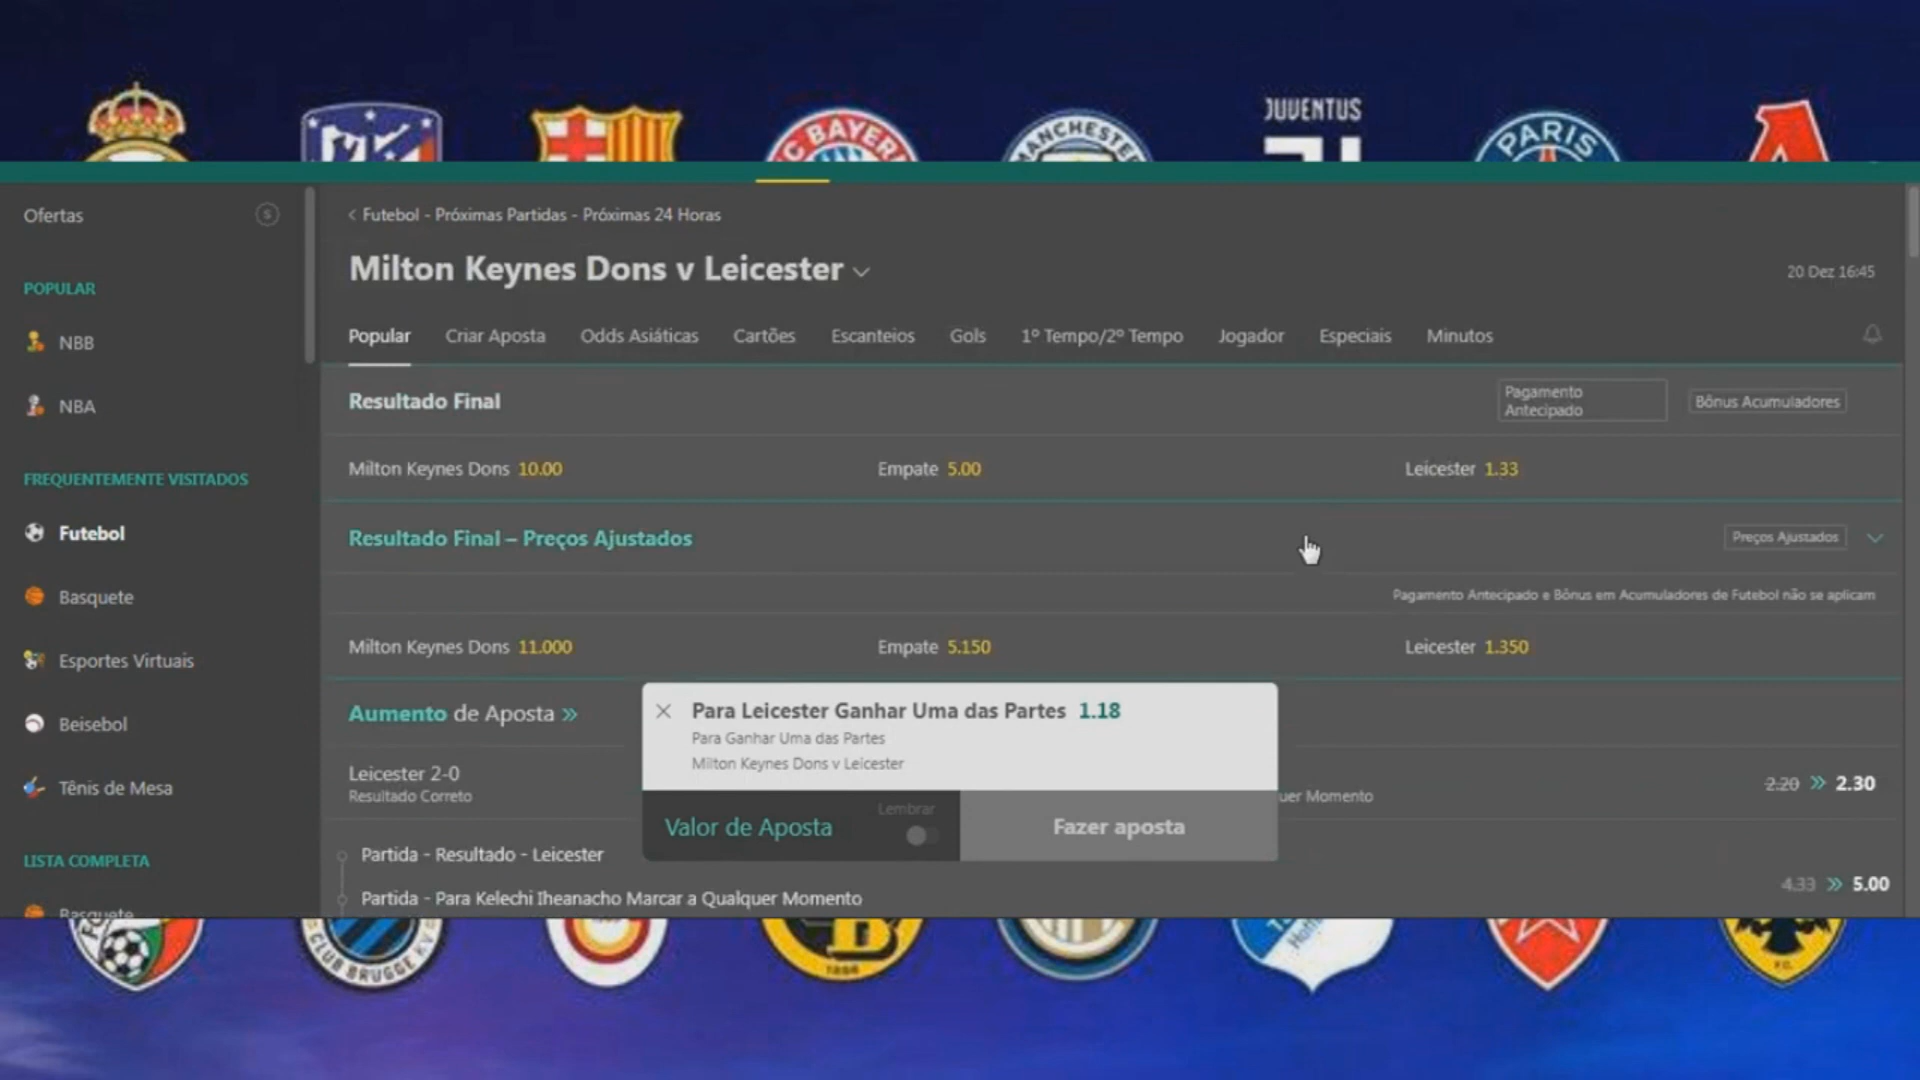 JUVENTUS
C BAYER
MANCHESTER
PARIS
Ofertas
S
< Futebol - Próximas Partidas - Próximas 24 Horas
Milton Keynes Dons v Leicester
20 Dez 16:45
POPULAR
NBB
NBA
Popular Criar Aposta Odds Asiáticas Cartões Escanteios Gols 1º Tempo/2º Tempo Jogador Especiais Minutos
Resultado Final
Pagamento
Antecipado
Bônus Acumuladores
Milton Keynes Dons 10.00 Empate 5.00 Leicester 1.33
FREQUENTEMENTE VISITADOS
Futebol
Basquete
Esportes Virtuais
Beisebol
Tênis de Mesa
LISTA COMPLETA
Basquete
Resultado Final – Preços Ajustados
Preços Ajustados
Pagamento Antecipado e Bônus em Acumuladores de Futebol não se aplicam
Milton Keynes Dons 11.000 Empate 5.150 Leicester 1.350
Aumento de Aposta »
Leicester 2-0
Resultado Correto
uer Momento
2.20 » 2.30
Partida - Resultado - Leicester
Partida - Para Kelechi Iheanacho Marcar a Qualquer Momento
4.33 » 5.00
Para Leicester Ganhar Uma das Partes 1.18
Para Ganhar Uma das Partes
Milton Keynes Dons v Leicester
Valor de Aposta
Lembrar
Fazer aposta
CLUB BRUGGE K.V.